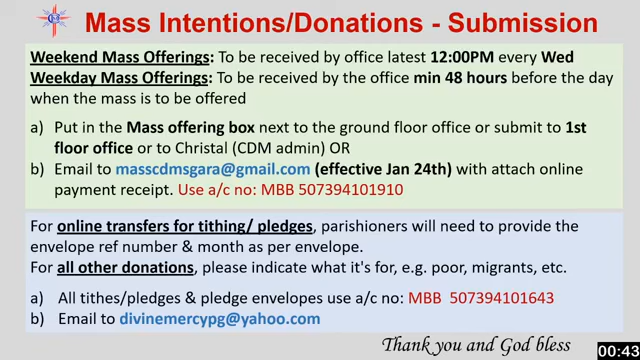 Mass Intentions/Donations - Submission
Weekend Mass Offerings: To be received by office latest 12:00PM every Wed
Weekday Mass Offerings: To be received by the office min 48 hours before the day
when the mass is to be offered
a) Put in the Mass offering box next to the ground floor office or submit to 1st
floor office or to Christal (CDM admin) OR
b) Email to masscdmsgara@gmail.com (effective Jan 24th) with attach online
payment receipt. Use a/c no: MBB 507394101910
For online transfers for tithing/ pledges, parishioners will need to provide the
envelope ref number & month as per envelope.
For all other donations, please indicate what it's for, e.g. poor, migrants, etc.
a) All tithes/pledges & pledge envelopes use a/c no: MBB 507394101643
b) Email to divinemercypg@yahoo.com
Thank you and God bless
00:43